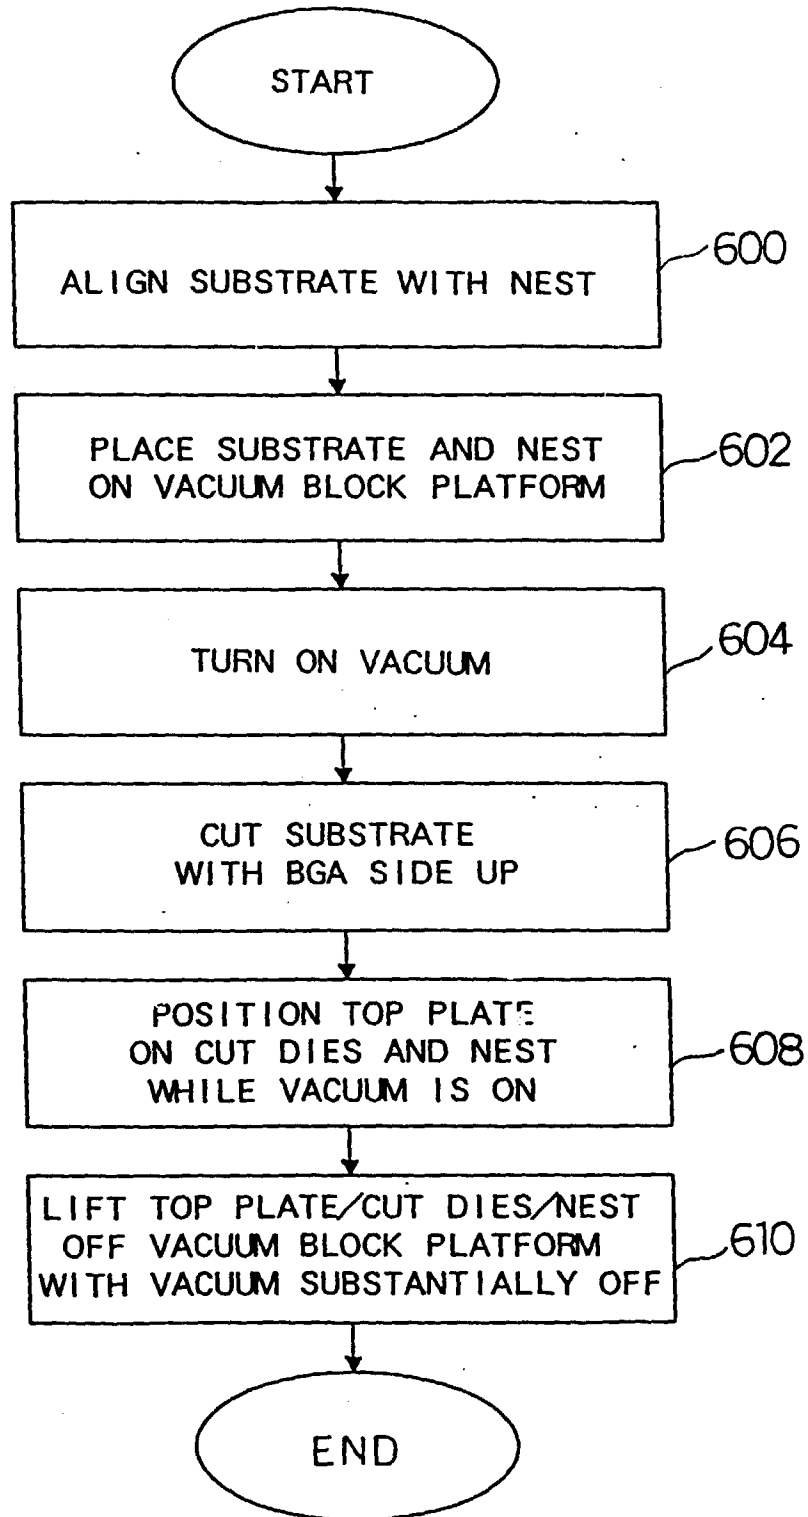 START
ALIGN SUBSTRATE WITH NEST
600
PLACE SUBSTRATE AND NEST
ON VACUUM BLOCK PLATFORM
602
TURN ON VACUUM
604
CUT SUBSTRATE
WITH BGA SIDE UP
606
POSITION TOP PLATE
ON CUT DIES AND NEST
WHILE VACUUM IS ON
608
LIFT TOP PLATE/CUT DIES/NEST
OFF VACUUM BLOCK PLATFORM
WITH VACUUM SUBSTANTIALLY OFF
610
END